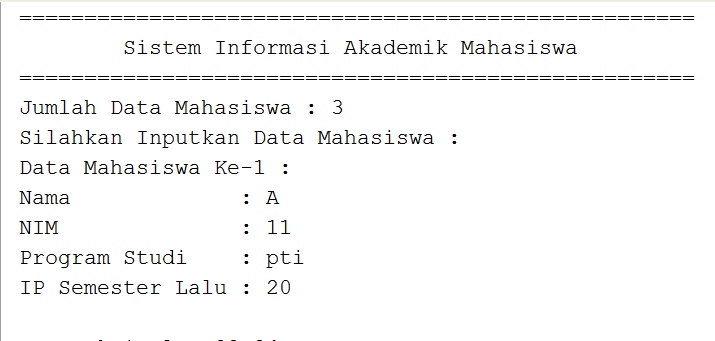 ====================================================
Sistem Informasi Akademik Mahasiswa
====================================================
Jumlah Data Mahasiswa : 3
Silahkan Inputkan Data Mahasiswa :
Data Mahasiswa Ke-1 :
Nama             : A
NIM              : 11
Program Studi    : pti
IP Semester Lalu : 20